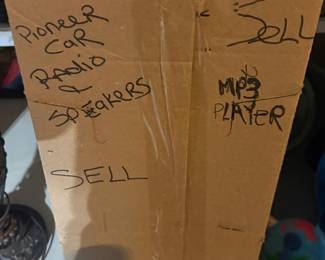 Pioneer
CAR
RADIO
&
SPEAKERS
SELL
SELL
MP3
PLAYER